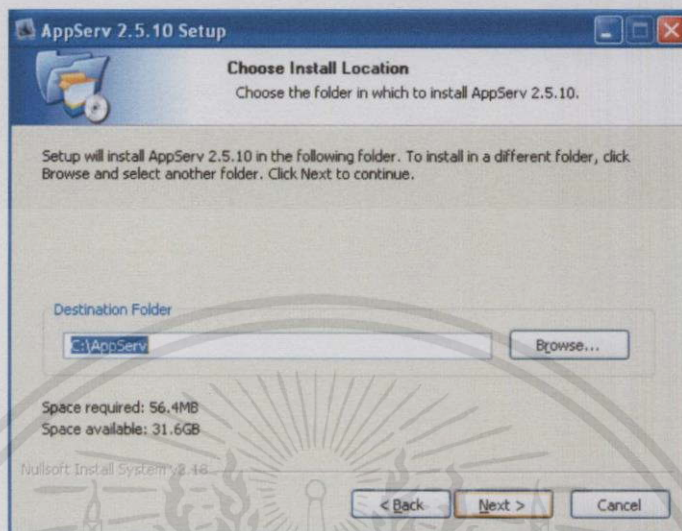 AppServ 2.5.10 Setup
Choose Install Location
Choose the folder in which to install AppServ 2.5.10.
Setup will install AppServ 2.5.10 in the following folder. To install in a different folder, click
Browse and select another folder. Click Next to continue.
Destination Folder
C:\AppServ
Browse...
Space required: 56.4MB
Space available: 31.6GB
Nullsoft Install System v2.18
< Back
Next >
Cancel